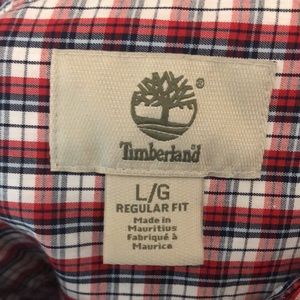 ®
Timberland
L/G
REGULAR FIT
Made in
Mauritius
Fabriqué à
Maurice